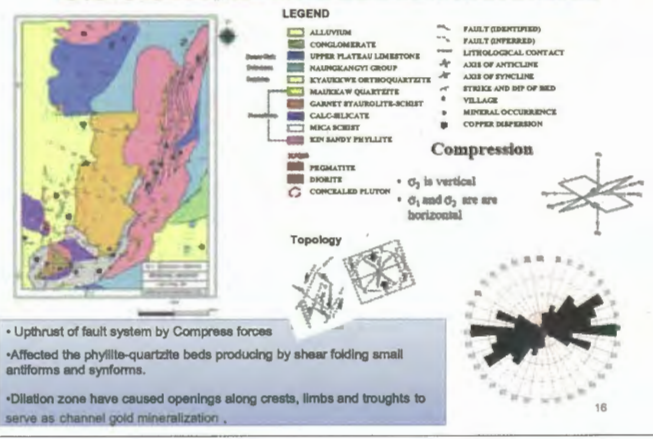 LEGEND
ALLUVIUM
CONGLOMERATE
UPPER PLATEAU LIMESTONE
NAUNGKANGYI GROUP
KYAUKKWE ORTHOQUARTZITE
MAUKKAW QUARTZITE
GARNET STAUROLITE-SCHIST
CALC-SILICATE
MICA SCHIST
KIN SANDY PHYLLITE
PEGMATITE
DIORITE
CONCEALED PLUTON
FAULT (IDENTIFIED)
FAULT (INFERRED)
LITHOLOGICAL CONTACT
AXIS OF ANTICLINE
AXIS OF SYNCLINE
STRIKE AND DIP OF BED
VILLAGE
MINERAL OCCURRENCE
COPPER DISPERSION
Compression
• σ3 is vertical
• σ1 and σ2 are are
horizontal
Topology
• Upthrust of fault system by Compress forces
•Affected the phyllite-quartzite beds producing by shear folding small
antiforms and synforms.
•Dilation zone have caused openings along crests, limbs and troughts to
serve as channel gold mineralization .
16